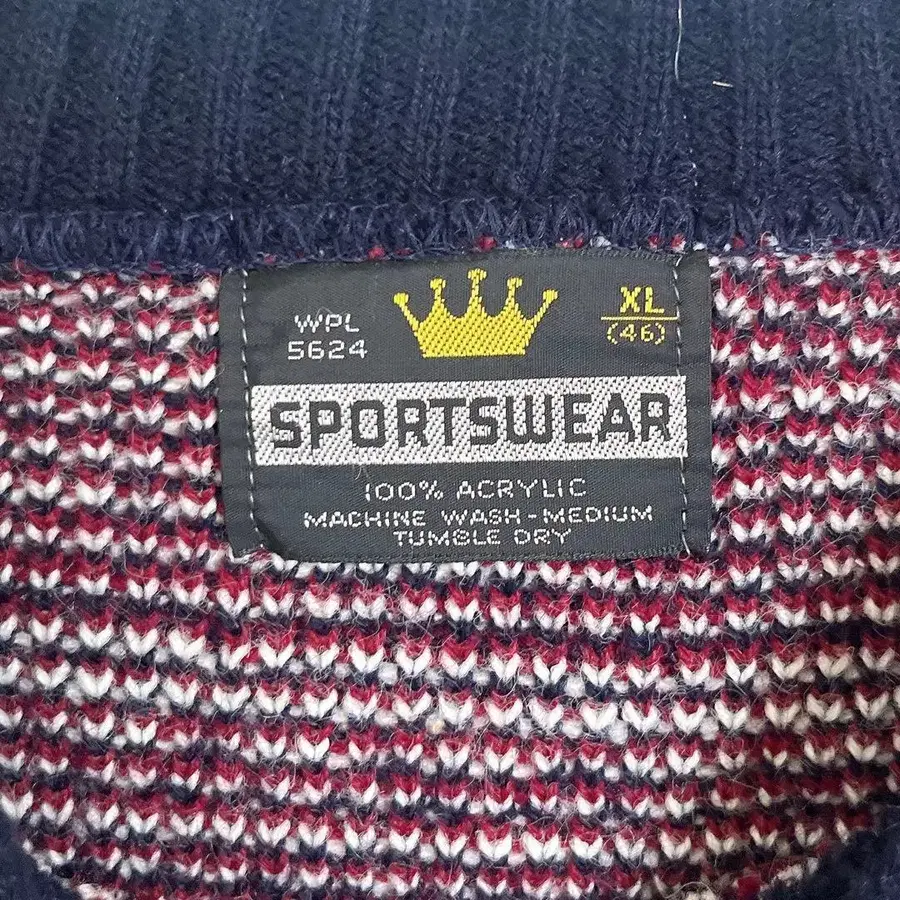 WPL
5624
XL
(46)
SPORTSWEAR
100% ACRYLIC
MACHINE WASH-MEDIUM
TUMBLE DRY